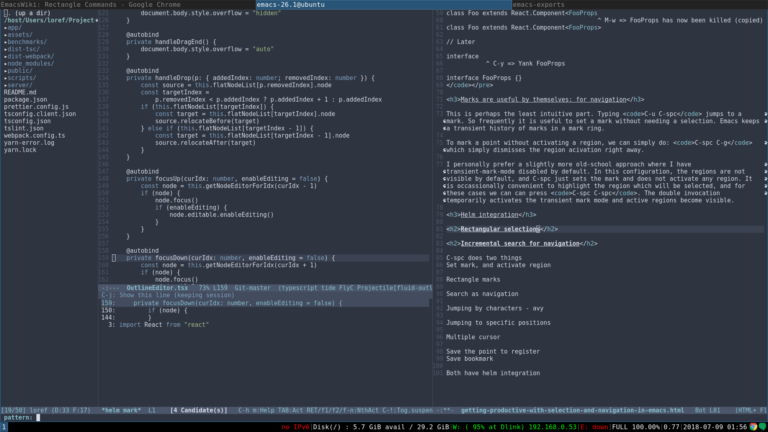 EmacsWiki: Rectangle Commands - Google Chrome
emacs-26.1@ubuntu
emacs-exports
. (up a dir)
/host/Users/loref/Project
app/
assets/
benchmarks/
dist-tsc/
dist-webpack/
node_modules/
public/
scripts/
server/
README.md
package.json
prettier.config.js
tsconfig.client.json
tsconfig.json
tslint.json
webpack.config.ts
yarn-error.log
yarn.lock
document.body.style.overflow = "hidden"
}
@autobind
private handleDragEnd() {
document.body.style.overflow = "auto"
}
@autobind
private handleDrop(p: { addedIndex: number; removedIndex: number }) {
const source = this.flatNodeList[p.removedIndex].node
const targetIndex =
p.removedIndex < p.addedIndex ? p.addedIndex + 1 : p.addedIndex
if (this.flatNodeList[targetIndex]) {
const target = this.flatNodeList[targetIndex].node
source.relocateBefore(target)
} else if (this.flatNodeList[targetIndex - 1]) {
const target = this.flatNodeList[targetIndex - 1].node
source.relocateAfter(target)
}
}
@autobind
private focusUp(curIdx: number, enableEditing = false) {
const node = this.getNodeEditorForIdx(curIdx - 1)
if (node) {
node.focus()
if (enableEditing) {
node.editable.enableEditing()
}
}
}
@autobind
private focusDown(curIdx: number, enableEditing = false) {
const node = this.getNodeEditorForIdx(curIdx + 1)
if (node) {
node.focus()
OutlineEditor.tsx 73% L159 Git-master (typescript tide FlyC Projectile|fluid-outl
C-]: Show this line (keeping session)
159: private focusDown(curIdx: number, enableEditing = false) {
150: if (node) {
144: }
3: import React from "react"
class Foo extends React.Component<FooProps
^ M-w => FooProps has now been killed (copied)
class Foo extends React.Component<FooProps>
// Later
interface
^ C-y => Yank FooProps
interface FooProps {}
</code></pre>
<h3>Marks are useful by themselves: for navigation</h3>
This is perhaps the least intuitive part. Typing <code>C-u C-spc</code> jumps to a
mark. So frequently it is useful to set a mark without needing a selection. Emacs keeps
a transient history of marks in a mark ring.
To mark a point without activating a region, we can simply do: <code>C-spc C-g</code>
which simply dismisses the region acivation right away.
I personally prefer a slightly more old-school approach where I have
transient-mark-mode disabled by default. In this configuration, the regions are not
visible by default, and C-spc just sets the mark and does not activate any region. It
is occassionally convenient to highlight the region which will be selected, and for
these cases we can can press <code>C-spc C-spc</code>. The double invocation
temporarily activates the transient mark mode and active regions become visible.
<h3>Helm integration</h3>
<h2>Rectangular selection</h2>
<h2>Incremental search for navigation</h2>
C-spc does two things
Set mark, and activate region
Rectangle marks
Search as navigation
Jumping by characters - avy
Jumping to specific positions
Multiple cursor
Save the point to register
Save bookmark
Both have helm integration
[19/50] loref (D:33 F:17)
*helm mark* L1 [4 Candidate(s)] C-h m:Help TAB:Act RET/f1/f2/f-n:NthAct C-!:Tog.suspen
getting-productive-with-selection-and-navigation-in-emacs.html Bot L81 (HTML+ Fl
pattern:
1
no IPv6|Disk(/) : 5.7 GiB avail / 29.2 GiB|W: ( 95% at Dlink) 192.168.0.53|E: down|FULL 100.00%|0.77|2018-07-09 01:56